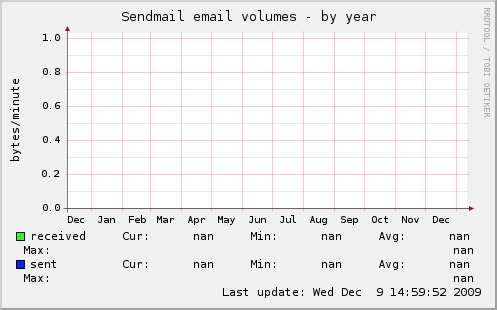 Sendmail email volumes - by year
RRDTOOL / TOBI OETIKER
bytes/minute
1.0
0.8
0.6
0.4
0.2
0.0
Dec Jan Feb Mar Apr May Jun Jul Aug Sep Oct Nov Dec
received Cur: nan Min: nan Avg: nan
Max: nan
sent Cur: nan Min: nan Avg: nan
Max: nan
Last update: Wed Dec 9 14:59:52 2009